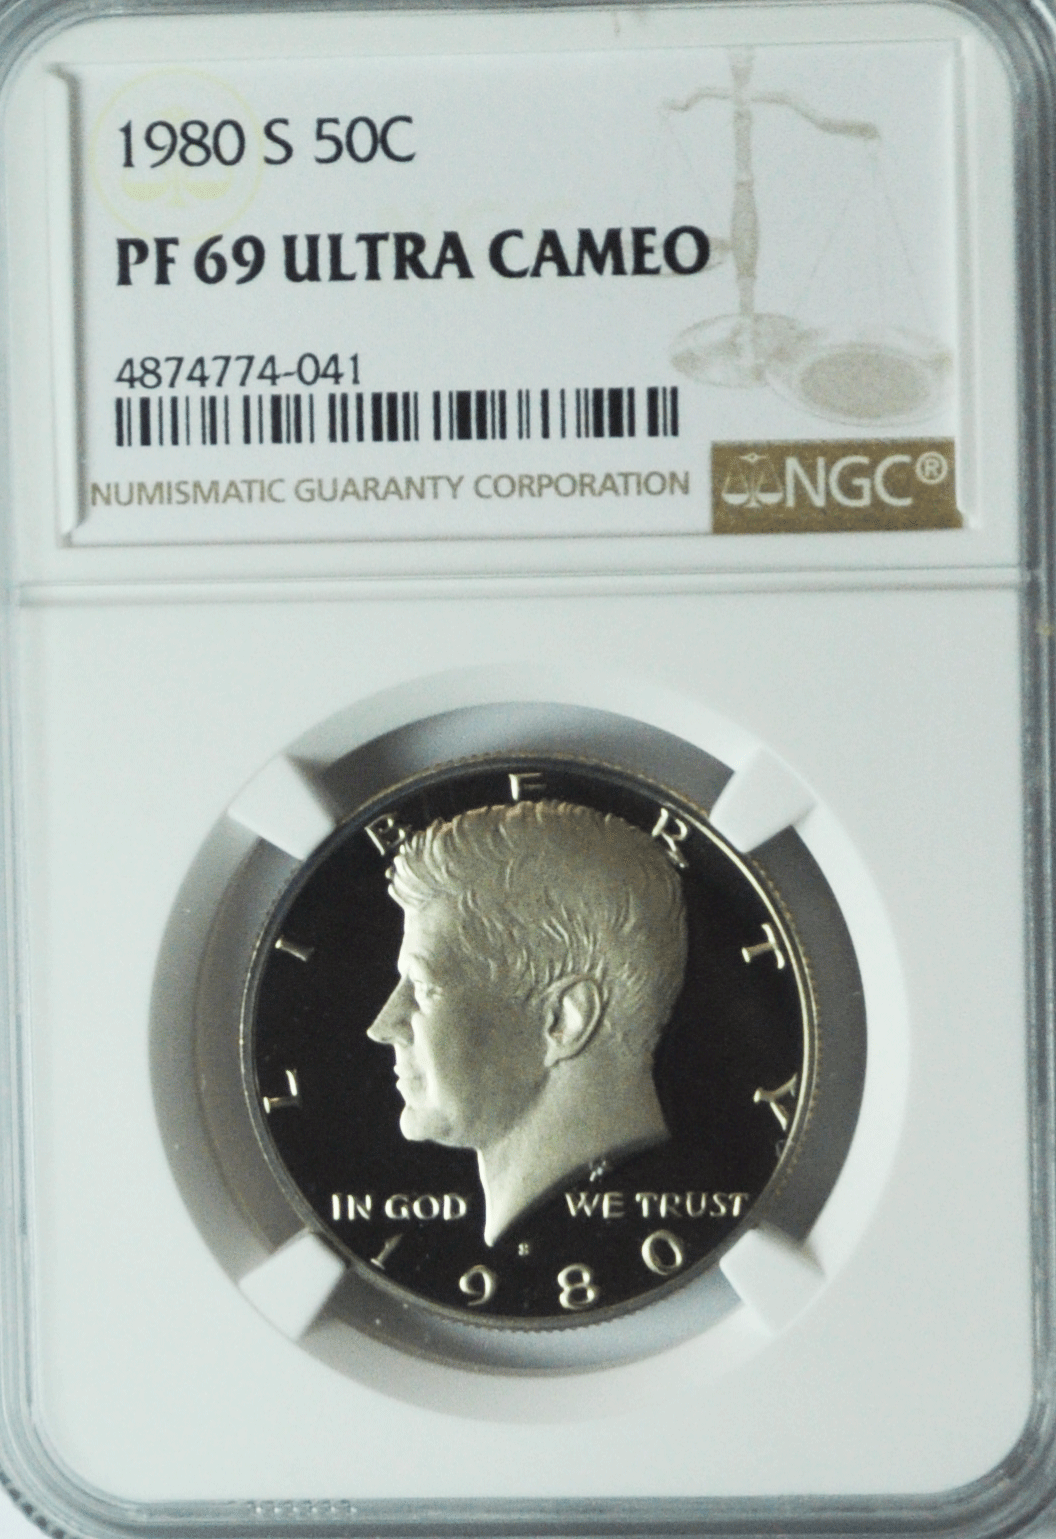 1980 S 50C
PF 69 ULTRA CAMEO
4874774-041
NUMISMATIC GUARANTY CORPORATION
NGC®
LIBERTY
IN GOD WE TRUST
S
1980